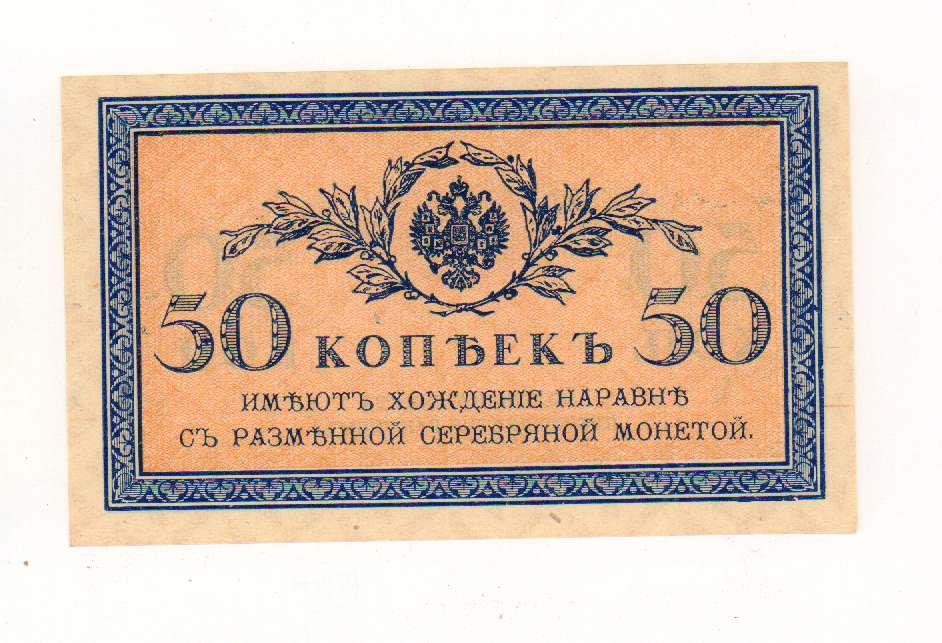 50 КОПѢЕКЪ 50
ИМѢЮТЪ ХОЖДЕНІЕ НАРАВНѢ
СЪ РАЗМѢННОЙ СЕРЕБРЯНОЙ МОНЕТОЙ.